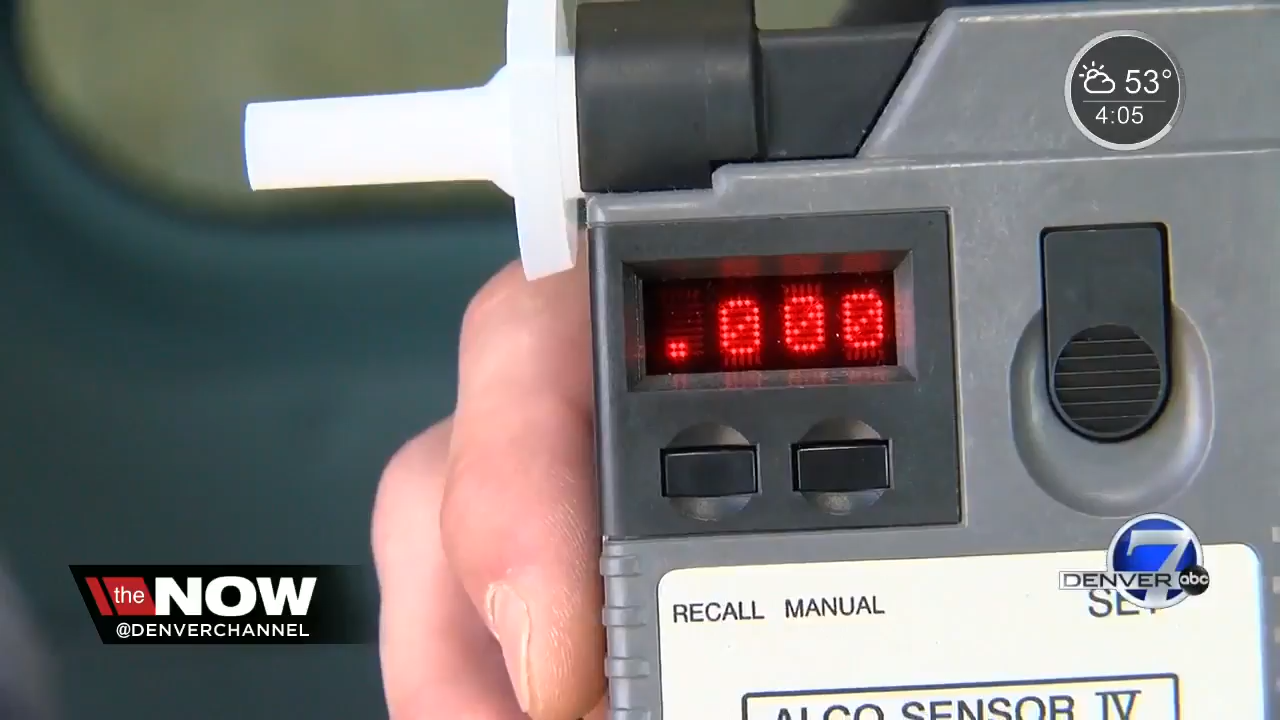 53°
4:05
.000
RECALL MANUAL
SET
ALCO SENSOR IV
the NOW
@DENVERCHANNEL
7
DENVER abc